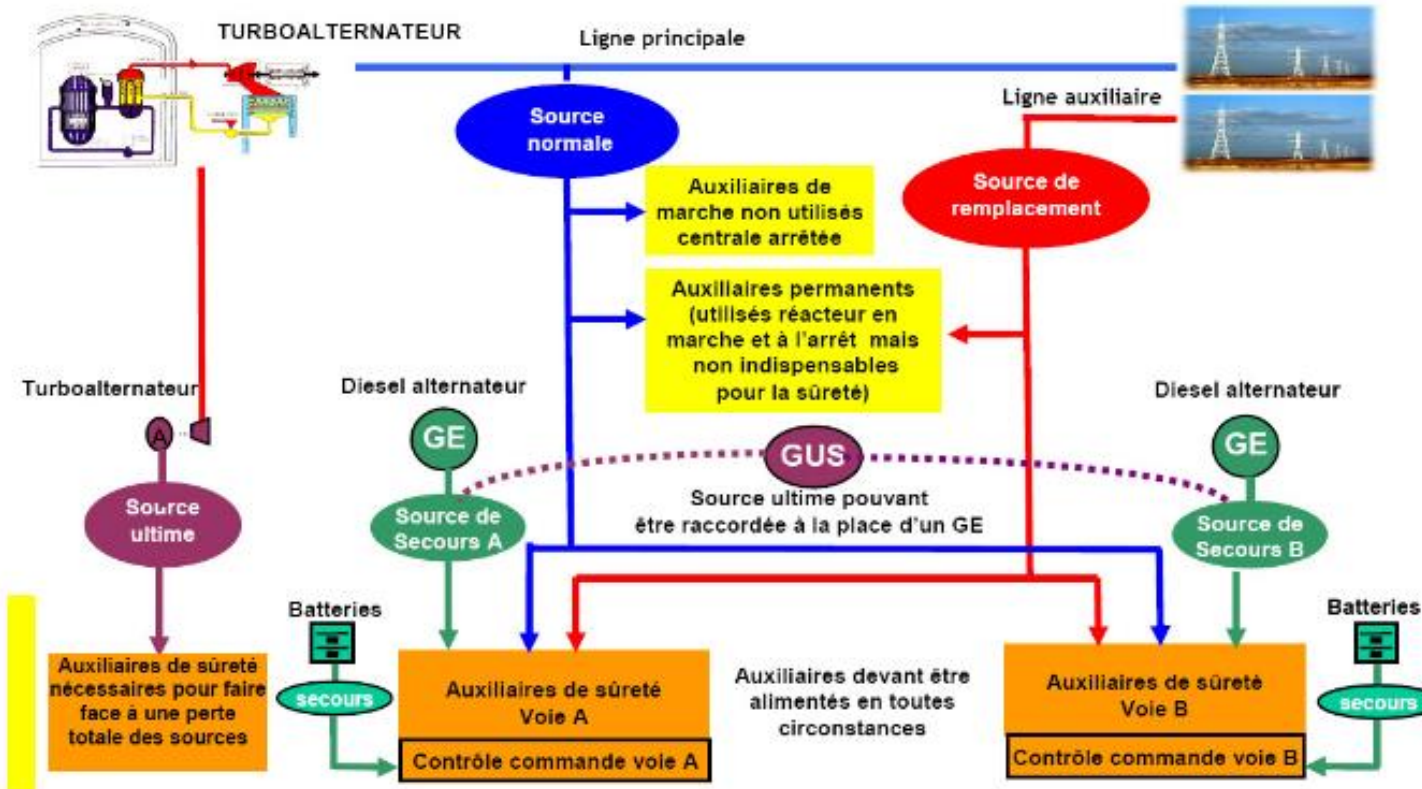 TURBOALTERNATEUR
Ligne principale
Source
normale
Ligne auxiliaire
Source de
remplacement
Auxiliaires de
marche non utilisés
centrale arrêtée
Auxiliaires permanents
(utilisés réacteur en
marche et à l'arrêt mais
non indispensables
pour la sûreté)
Turboalternateur
A
Source
ultime
Diesel alternateur
GE
Source de
Secours A
GUS
Source ultime pouvant
être raccordée à la place d'un GE
Diesel alternateur
GE
Source de
Secours B
Batteries
secours
Batteries
secours
Auxiliaires de sûreté
nécessaires pour faire
face à une perte
totale des sources
Auxiliaires de sûreté
Voie A
Contrôle commande voie A
Auxiliaires devant être
alimentés en toutes
circonstances
Auxiliaires de sûreté
Voie B
Contrôle commande voie B